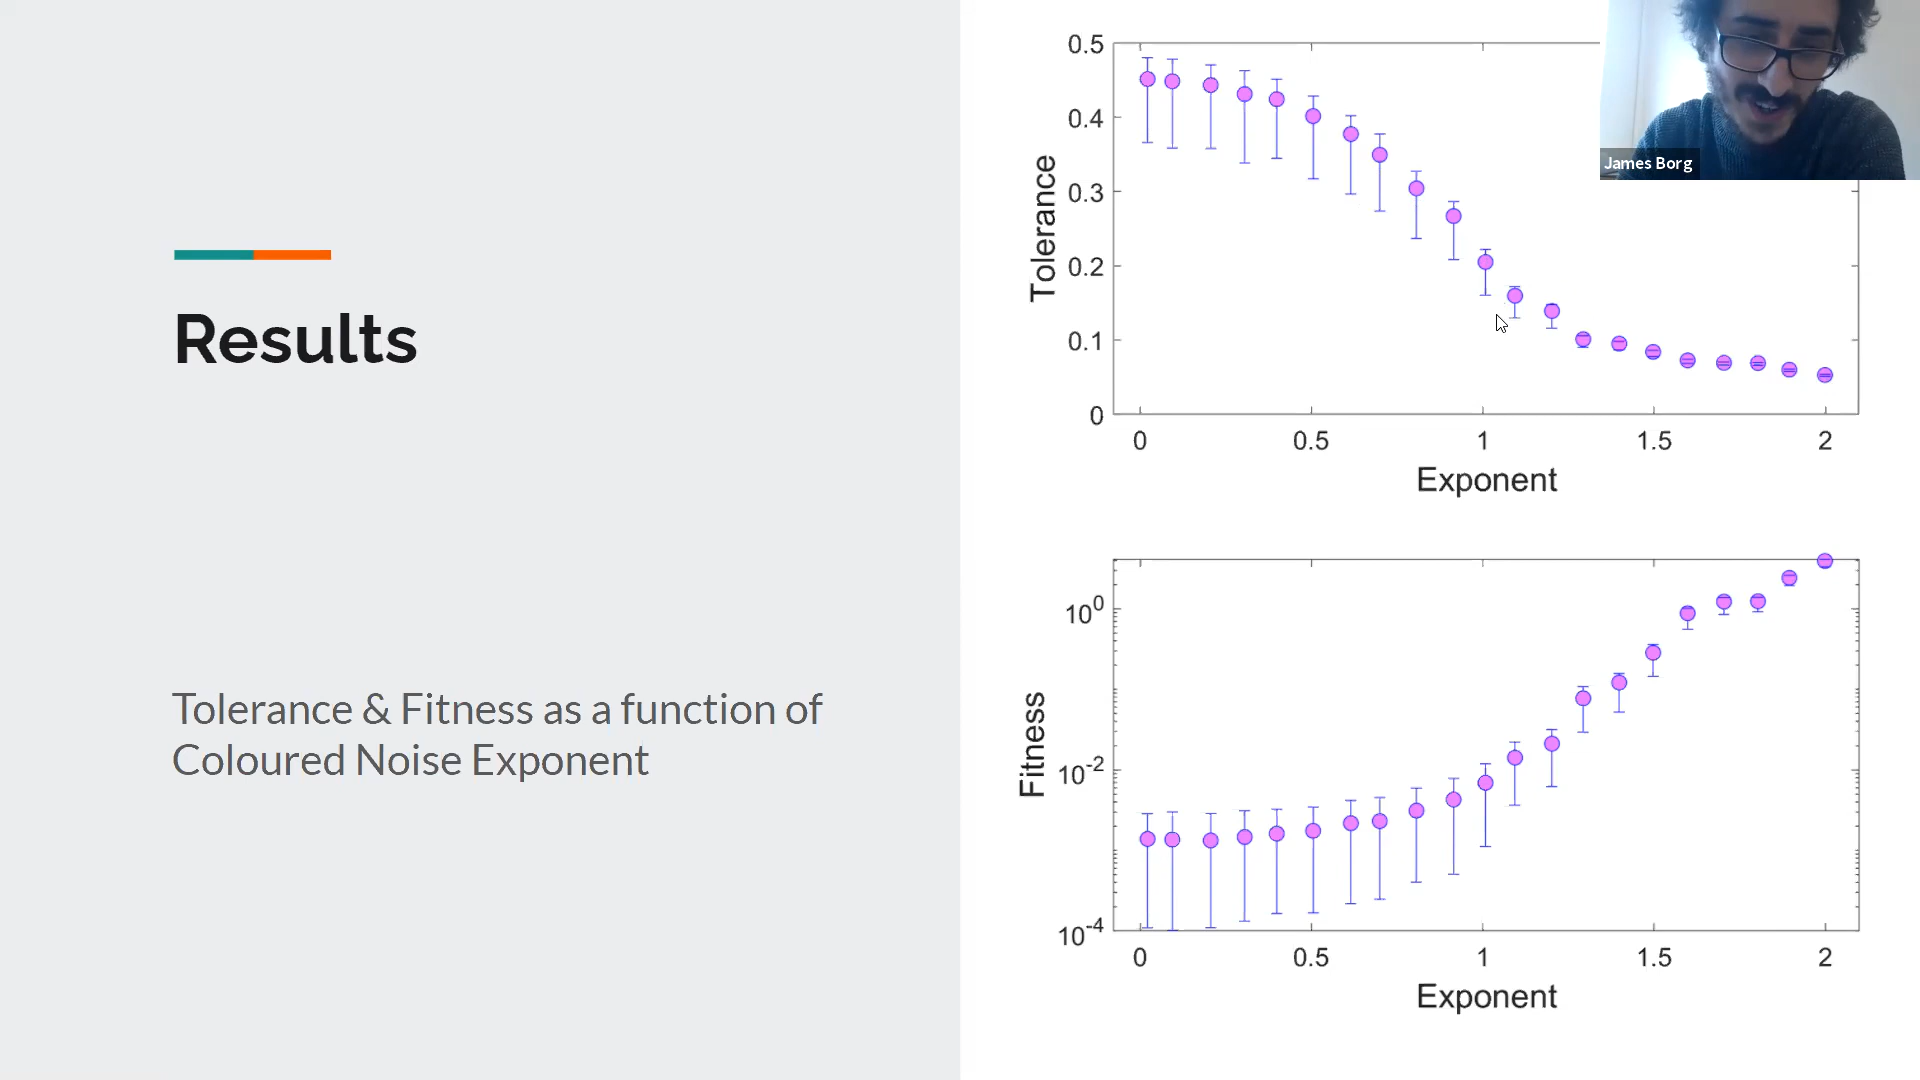 Results
Tolerance & Fitness as a function of
Coloured Noise Exponent
0.5
0.4
0.3
0.2
0.1
0
Tolerance
0 0.5 1 1.5 2
Exponent
10^0
10^-2
10^-4
Fitness
0 0.5 1 1.5 2
Exponent
James Borg